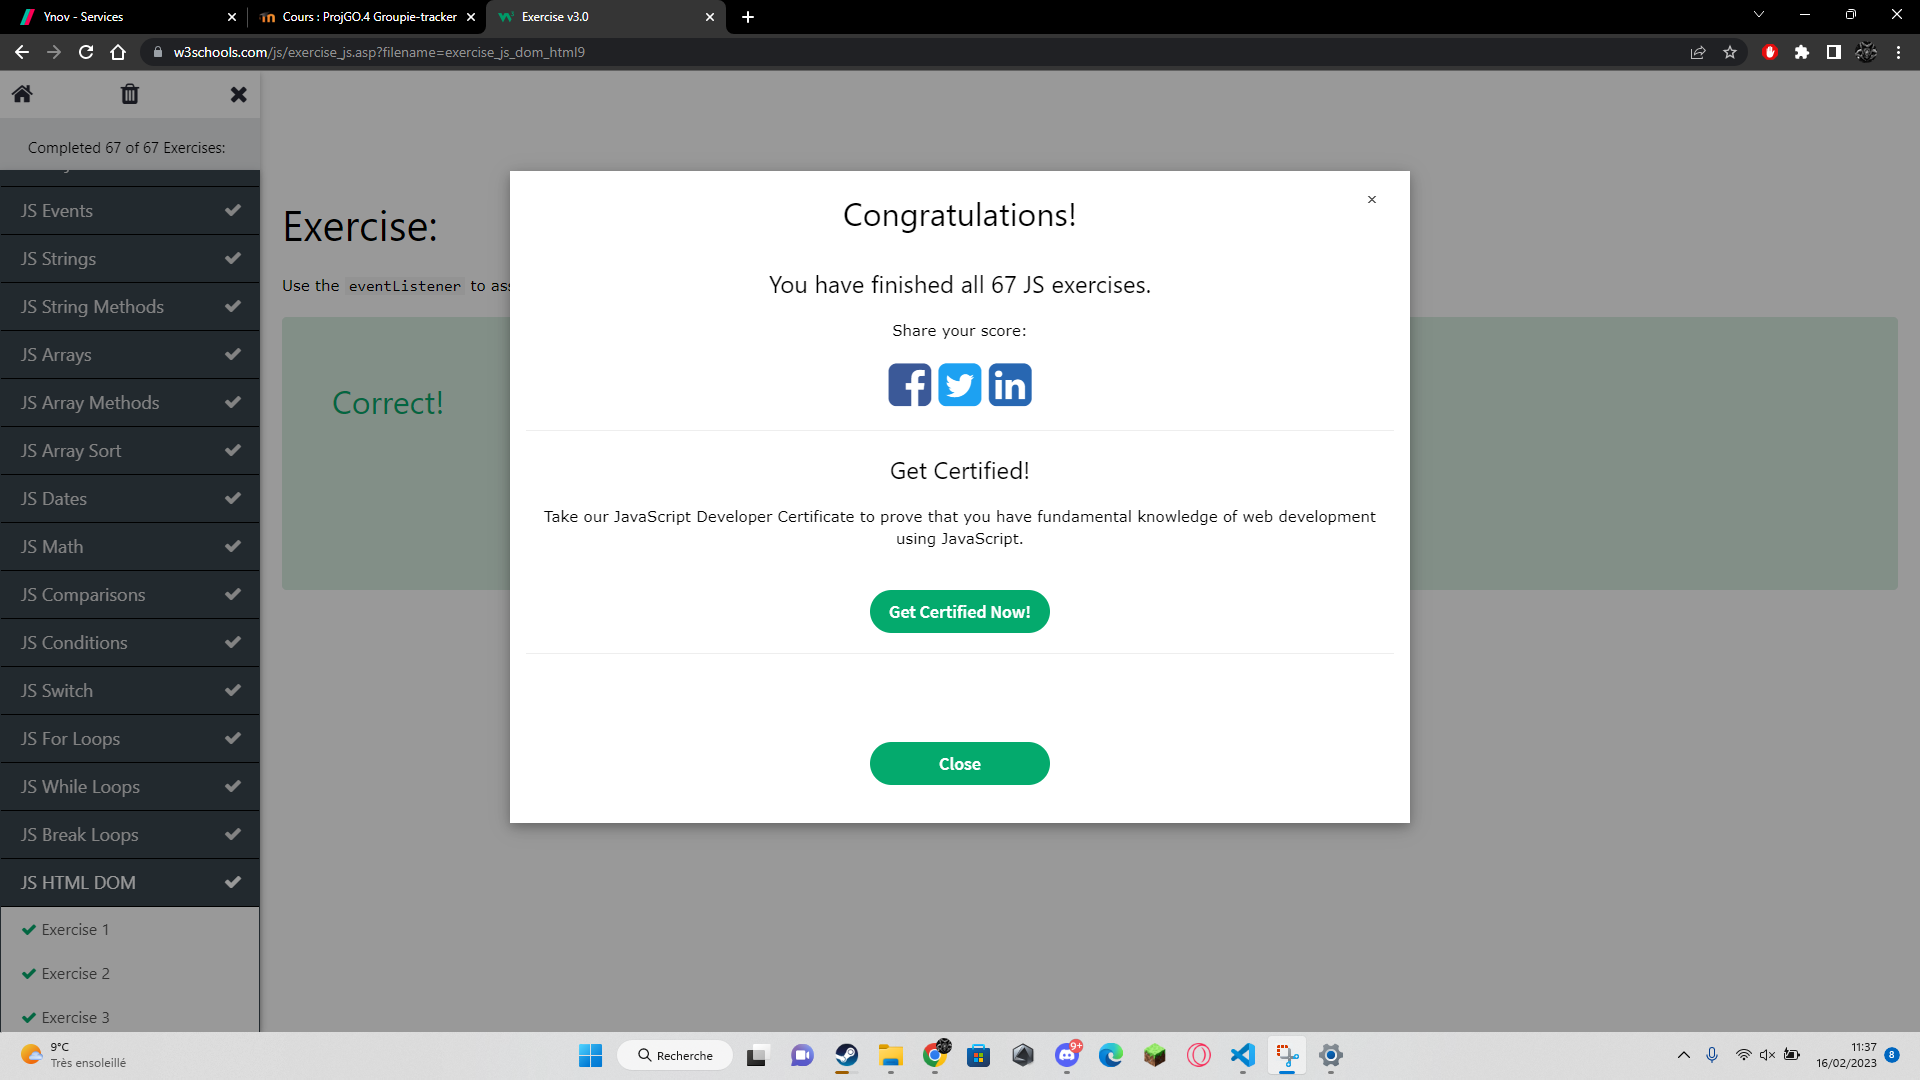 Ynov - Services
Cours : ProjGO.4 Groupie-tracker
Exercise v3.0
w3schools.com/js/exercise_js.asp?filename=exercise_js_dom_html9
Completed 67 of 67 Exercises:
JS Events
JS Strings
JS String Methods
JS Arrays
JS Array Methods
JS Array Sort
JS Dates
JS Math
JS Comparisons
JS Conditions
JS Switch
JS For Loops
JS While Loops
JS Break Loops
JS HTML DOM
Exercise 1
Exercise 2
Exercise 3
Exercise:
Use the eventListener to ass
Correct!
×
Congratulations!
You have finished all 67 JS exercises.
Share your score:
Get Certified!
Take our JavaScript Developer Certificate to prove that you have fundamental knowledge of web development
using JavaScript.
Get Certified Now!
Close
9°C
Très ensoleillé
Recherche
9+
11:37
16/02/2023
8